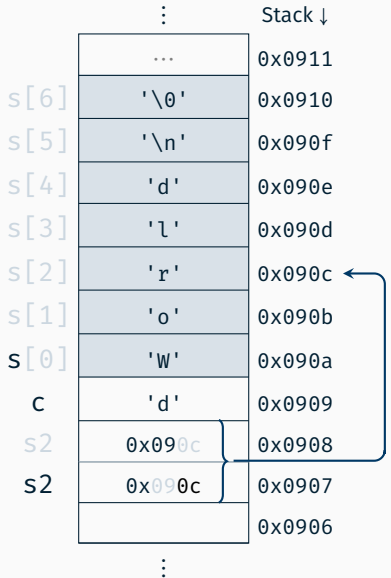 ⋮ Stack ↓
... 0x0911
s[6] '\0' 0x0910
s[5] '\n' 0x090f
s[4] 'd' 0x090e
s[3] 'l' 0x090d
s[2] 'r' 0x090c
s[1] 'o' 0x090b
s[0] 'W' 0x090a
c 'd' 0x0909
s2 0x090c 0x0908
s2 0x090c 0x0907
0x0906
⋮